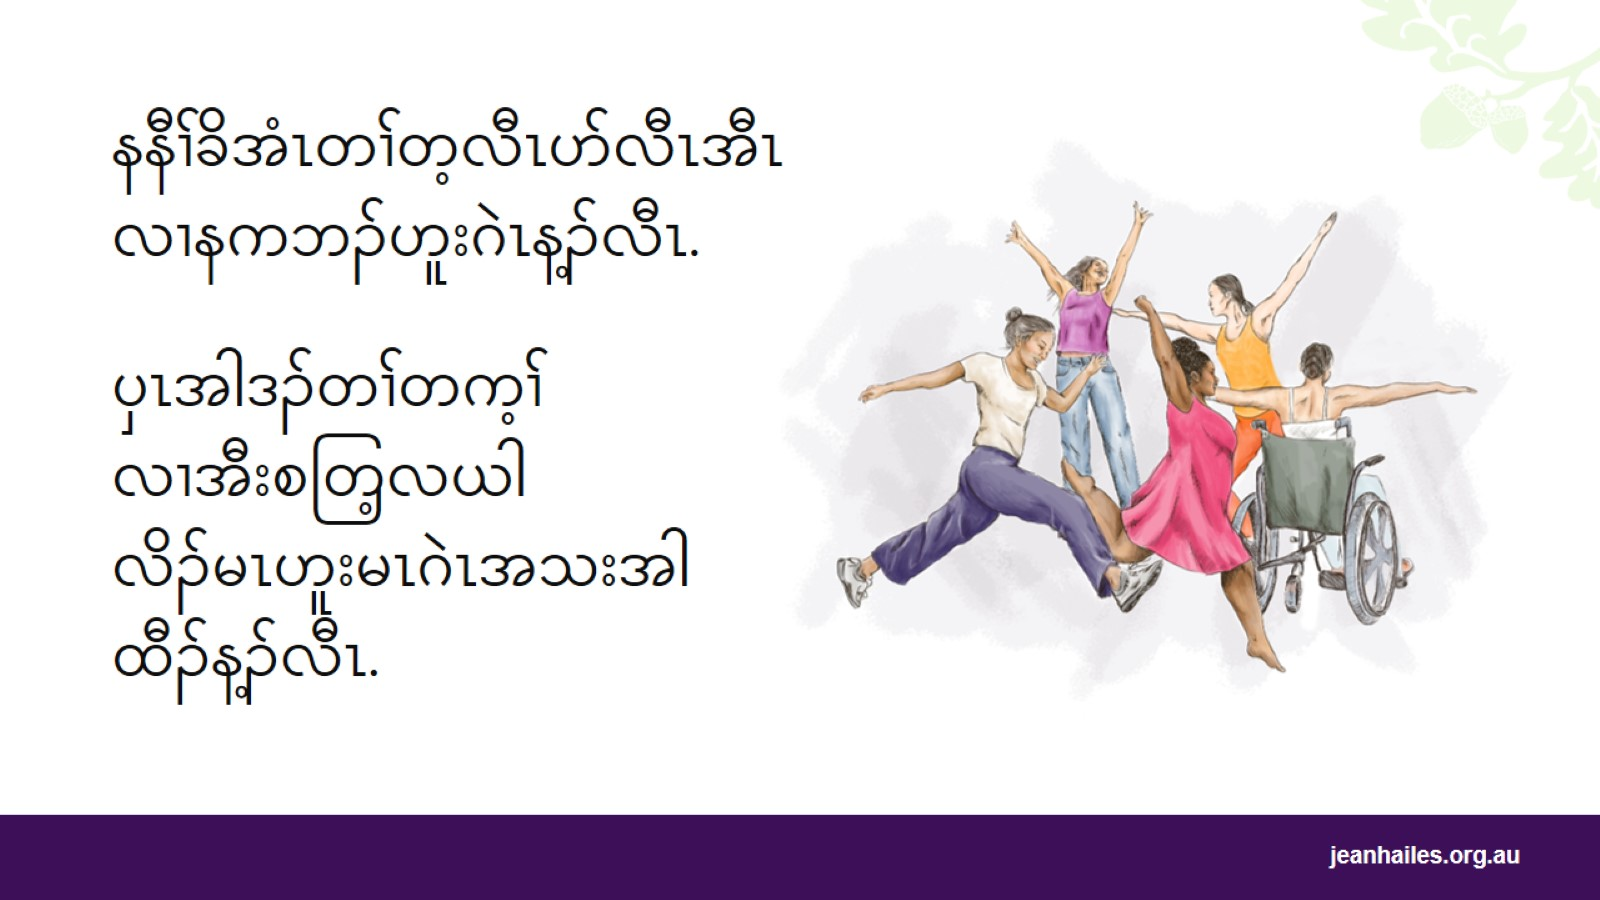 နနီၢ်ခိအံၤတၢ်တ့လီၤဟ်လီၤအီၤ
လၢနကဘၣ်ဟူးဂဲၤန့ၣ်လီၤ.
ပှၤအါဒၣ်တၢ်တက့ၢ်
လၢအီးစတြ့လယါ
လိၣ်မၤဟူးမၤဂဲၤအသးအါ
ထီၣ်န့ၣ်လီၤ.
jeanhailes.org.au